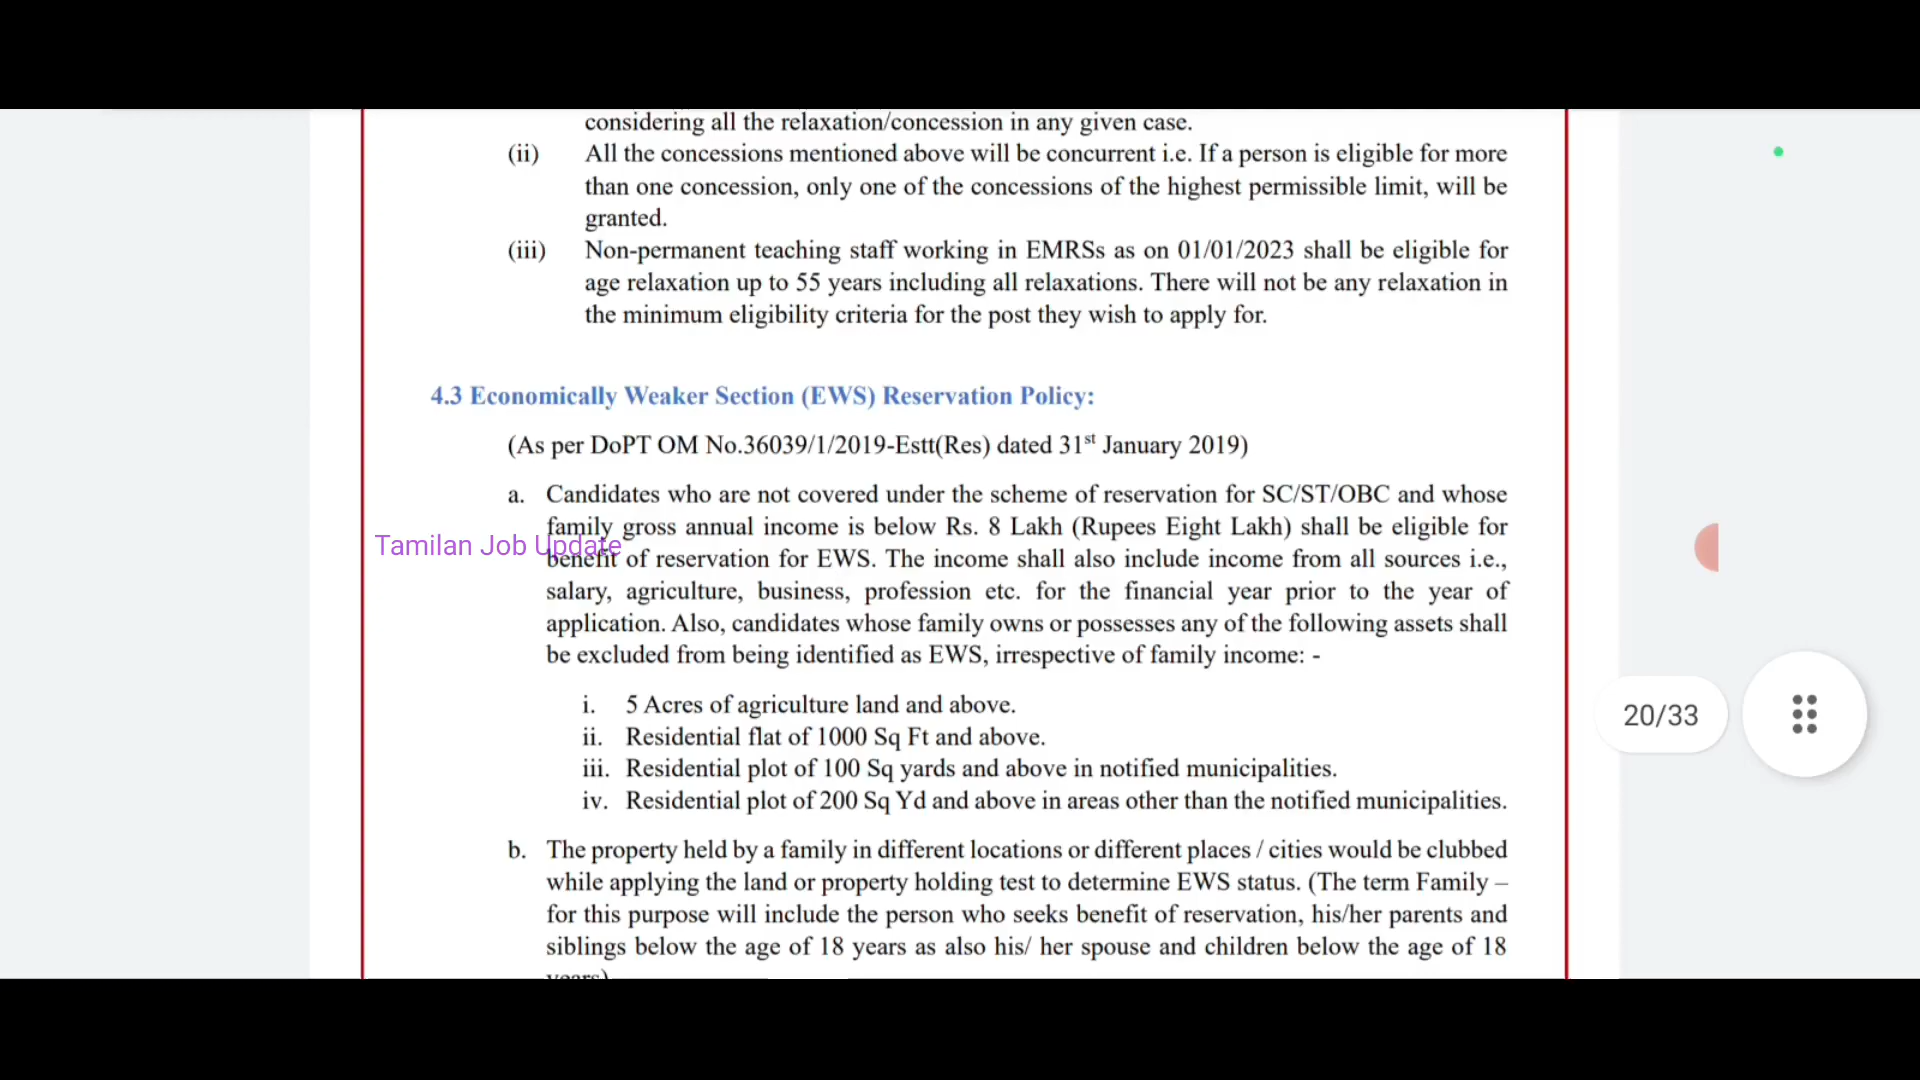 considering all the relaxation/concession in any given case.
(ii) All the concessions mentioned above will be concurrent i.e. If a person is eligible for more
than one concession, only one of the concessions of the highest permissible limit, will be
granted.
(iii) Non-permanent teaching staff working in EMRSs as on 01/01/2023 shall be eligible for
age relaxation up to 55 years including all relaxations. There will not be any relaxation in
the minimum eligibility criteria for the post they wish to apply for.
4.3 Economically Weaker Section (EWS) Reservation Policy:
(As per DoPT OM No.36039/1/2019-Estt(Res) dated 31st January 2019)
a. Candidates who are not covered under the scheme of reservation for SC/ST/OBC and whose
family gross annual income is below Rs. 8 Lakh (Rupees Eight Lakh) shall be eligible for
Tamilan Job Update
benefit of reservation for EWS. The income shall also include income from all sources i.e.,
salary, agriculture, business, profession etc. for the financial year prior to the year of
application. Also, candidates whose family owns or possesses any of the following assets shall
be excluded from being identified as EWS, irrespective of family income: -
i. 5 Acres of agriculture land and above.
ii. Residential flat of 1000 Sq Ft and above.
20/33
iii. Residential plot of 100 Sq yards and above in notified municipalities.
iv. Residential plot of 200 Sq Yd and above in areas other than the notified municipalities.
b. The property held by a family in different locations or different places / cities would be clubbed
while applying the land or property holding test to determine EWS status. (The term Family –
for this purpose will include the person who seeks benefit of reservation, his/her parents and
siblings below the age of 18 years as also his/ her spouse and children below the age of 18
years)